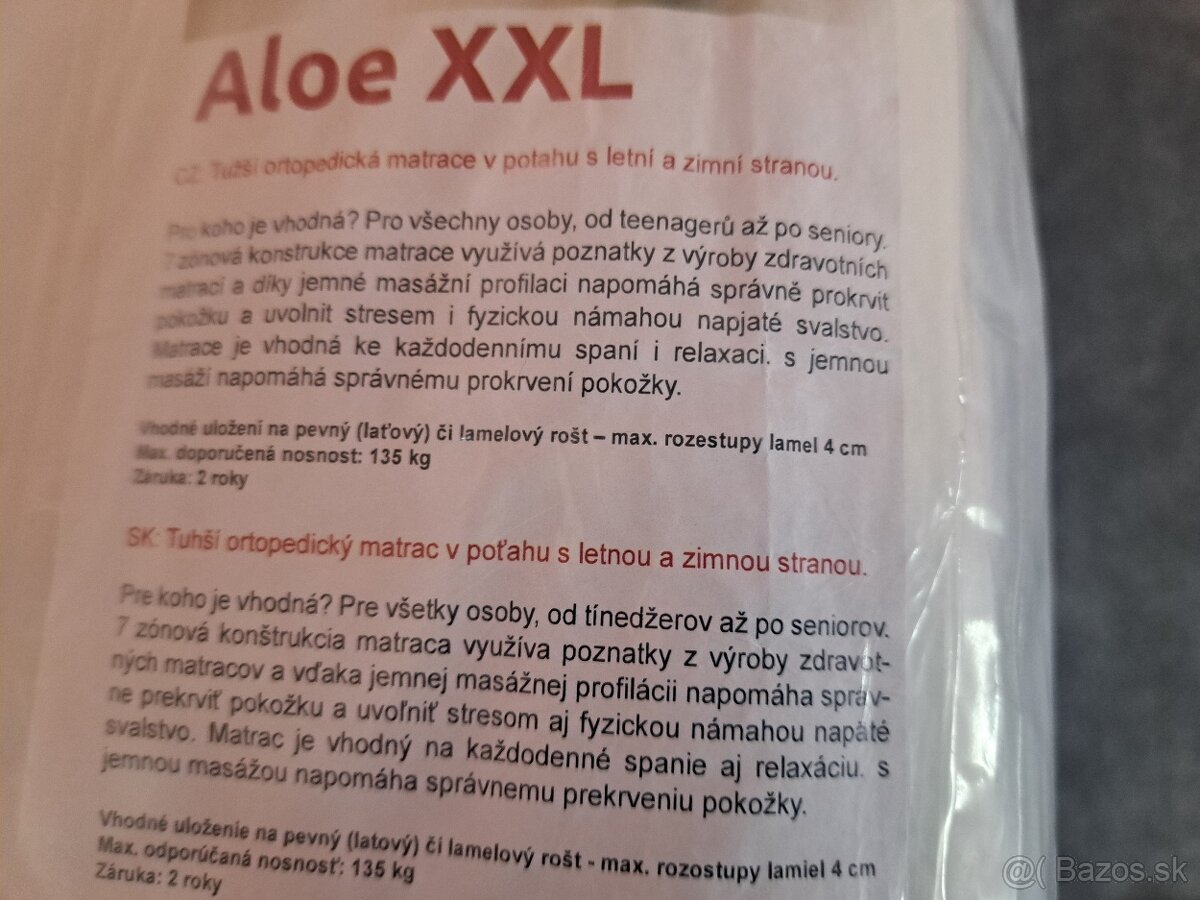 Aloe XXL
CZ: Tužší ortopedická matrace v potahu s letní a zimní stranou.
Pro koho je vhodná? Pro všechny osoby, od teenagerů až po seniory.
7 zónová konstrukce matrace využívá poznatky z výroby zdravotních
matrací a díky jemné masážní profilaci napomáhá správně prokrvit
pokožku a uvolnit stresem i fyzickou námahou napjaté svalstvo.
Matrace je vhodná ke každodennímu spaní i relaxaci. s jemnou
masáží napomáhá správnému prokrvení pokožky.
Vhodné uložení na pevný (laťový) či lamelový rošt – max. rozestupy lamel 4 cm
Max. doporučená nosnost: 135 kg
Záruka: 2 roky
SK: Tuhší ortopedický matrac v poťahu s letnou a zimnou stranou.
Pre koho je vhodná? Pre všetky osoby, od tínedžerov až po seniorov.
7 zónová konštrukcia matraca využíva poznatky z výroby zdravot-
ných matracov a vďaka jemnej masážnej profilácii napomáha správ-
ne prekrviť pokožku a uvoľniť stresom aj fyzickou námahou napäté
svalstvo. Matrac je vhodný na každodenné spanie aj relaxáciu. s
jemnou masážou napomáha správnemu prekrveniu pokožky.
Vhodné uloženie na pevný (latový) či lamelový rošt - max. rozostupy lamiel 4 cm
Max. odporúčaná nosnosť: 135 kg
Záruka: 2 roky
@( Bazos.sk